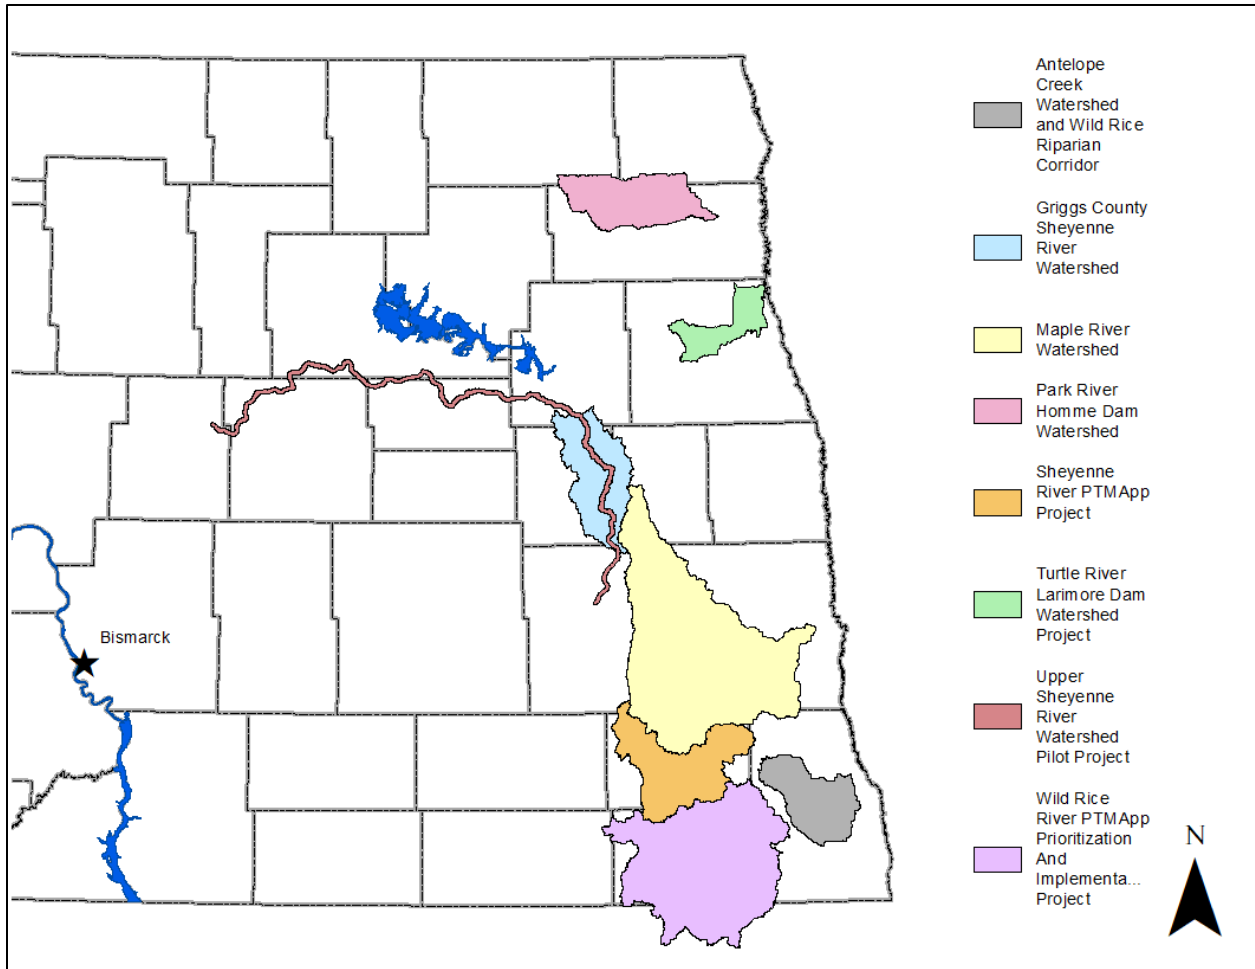 Antelope
Creek
Watershed
and Wild Rice
Riparian
Corridor
Griggs County
Sheyenne
River
Watershed
Maple River
Watershed
Park River
Homme Dam
Watershed
Sheyenne
River PTMApp
Project
Turtle River
Larimore Dam
Watershed
Project
Upper
Sheyenne
River
Watershed
Pilot Project
Wild Rice
River PTMApp
Prioritization
And
Implementa...
Project
Bismarck
N